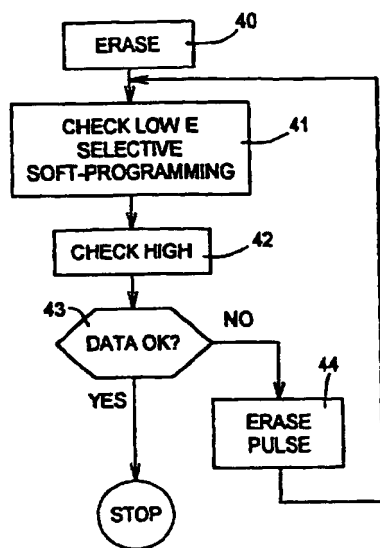 40
ERASE
41
CHECK LOW E
SELECTIVE
SOFT-PROGRAMMING
CHECK HIGH
42
43
DATA OK?
NO
YES
44
ERASE
PULSE
STOP